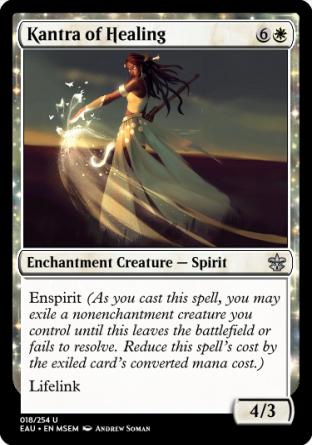 Kantra of Healing 6
Enchantment Creature — Spirit
Enspirit (As you cast this spell, you may
exile a nonenchantment creature you
control until this leaves the battlefield or
fails to resolve. Reduce this spell's cost by
the exiled card's converted mana cost.)
Lifelink
4/3
018/254 U
EAU • EN MSEM Andrew Soman